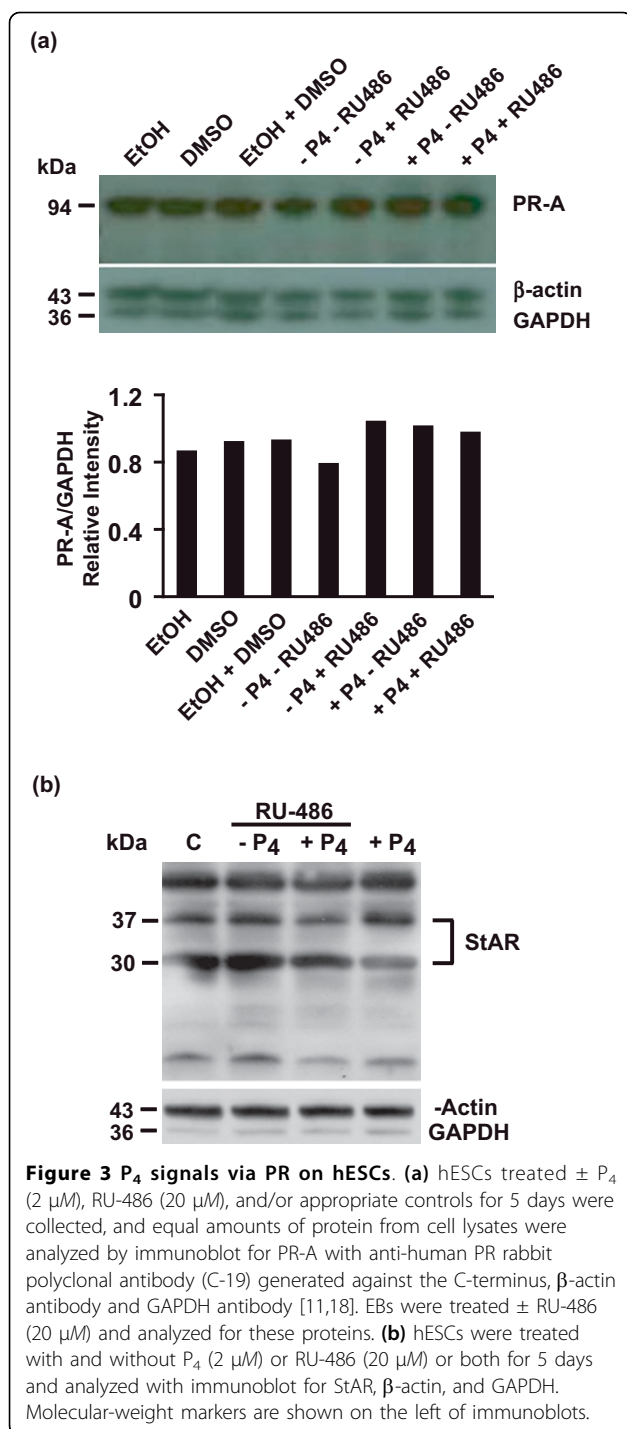 (a)
EtOH DMSO EtOH + DMSO - P4 - RU486 - P4 + RU486 + P4 - RU486 + P4 + RU486
kDa
94 PR-A
43 β-actin
36 GAPDH
PR-A/GAPDH
Relative Intensity
1.2
0.8
0.4
0
EtOH DMSO EtOH + DMSO - P4 - RU486 - P4 + RU486 + P4 - RU486 + P4 + RU486
(b)
RU-486
kDa C - P4 + P4 + P4
37
StAR
30
43 -Actin
36 GAPDH
Figure 3 P4 signals via PR on hESCs. (a) hESCs treated ± P4
(2 μM), RU-486 (20 μM), and/or appropriate controls for 5 days were
collected, and equal amounts of protein from cell lysates were
analyzed by immunoblot for PR-A with anti-human PR rabbit
polyclonal antibody (C-19) generated against the C-terminus, β-actin
antibody and GAPDH antibody [11,18]. EBs were treated ± RU-486
(20 μM) and analyzed for these proteins. (b) hESCs were treated
with and without P4 (2 μM) or RU-486 (20 μM) or both for 5 days
and analyzed with immunoblot for StAR, β-actin, and GAPDH.
Molecular-weight markers are shown on the left of immunoblots.